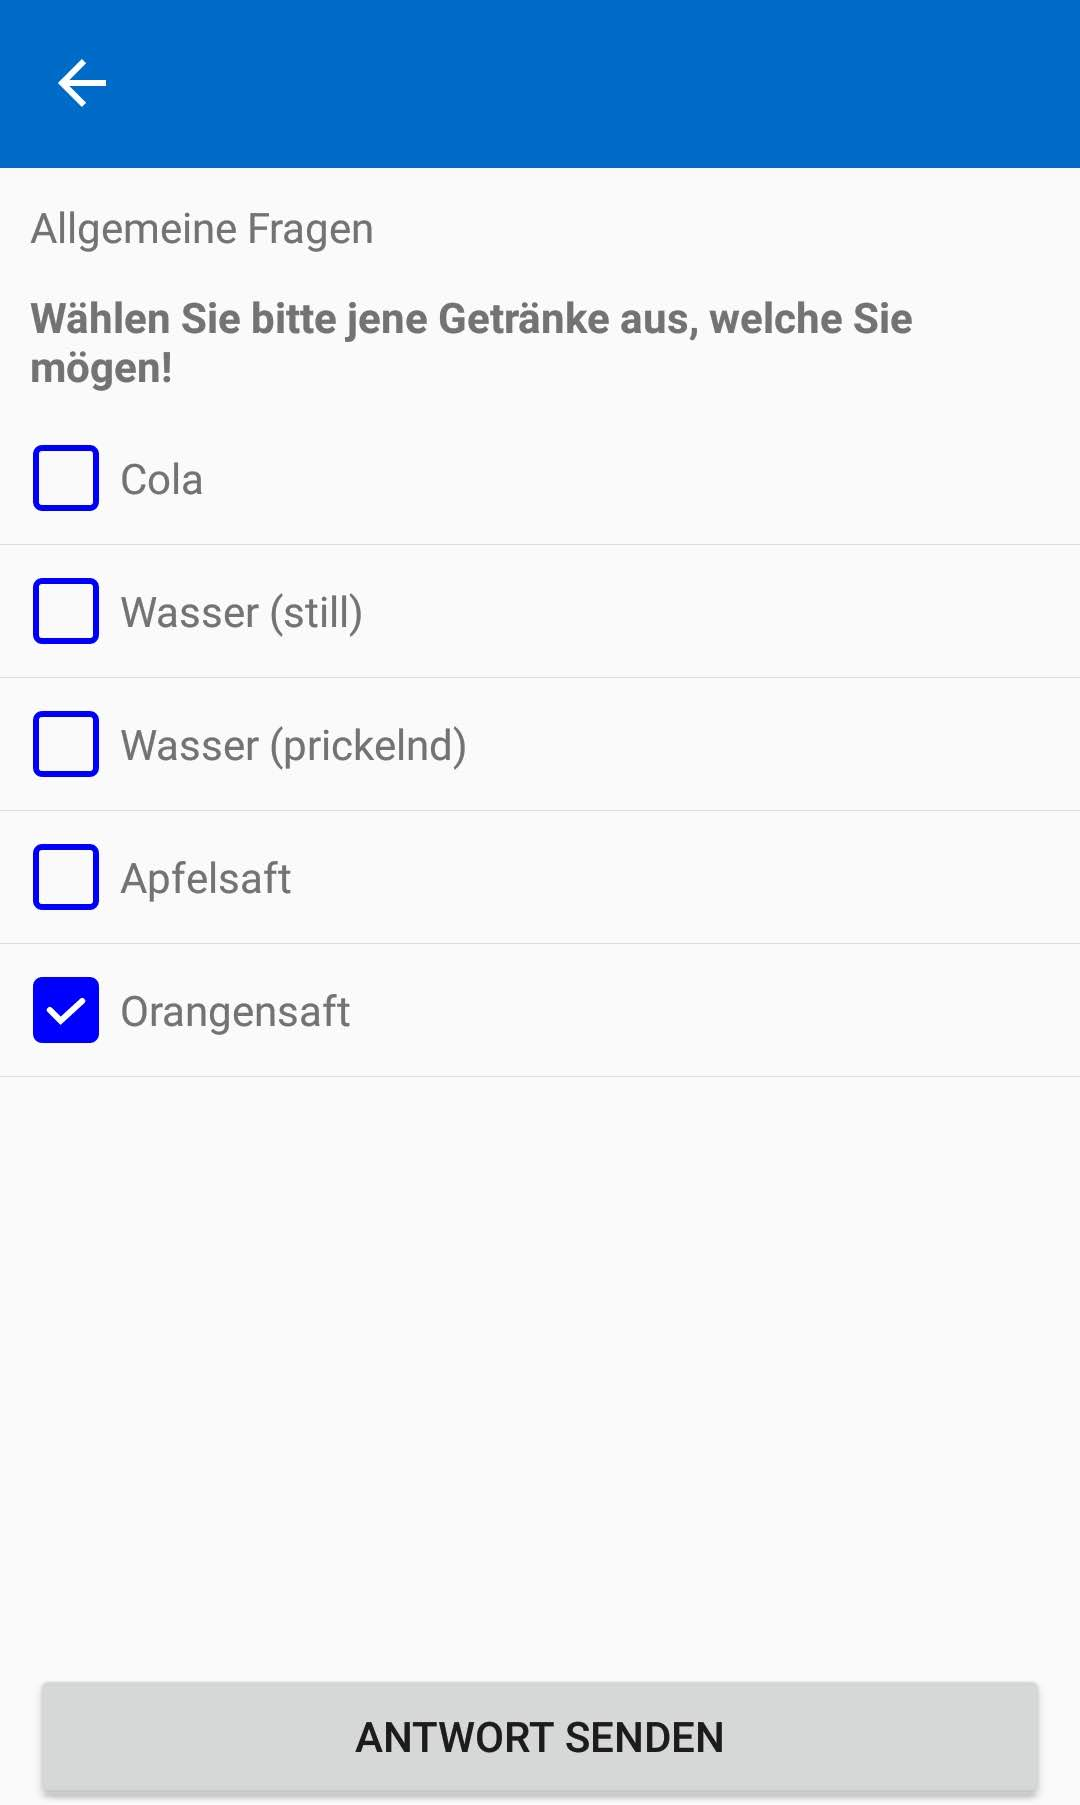 Allgemeine Fragen
Wählen Sie bitte jene Getränke aus, welche Sie
mögen!
Cola
Wasser (still)
Wasser (prickelnd)
Apfelsaft
Orangensaft
ANTWORT SENDEN